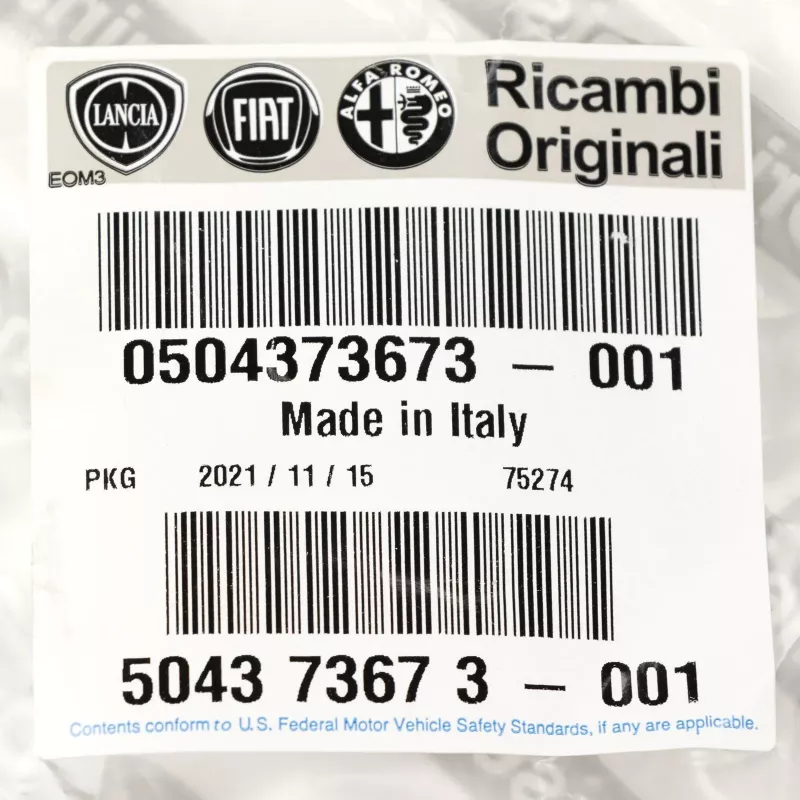 LANCIA FIAT ALFA ROMEO Ricambi
Originali
EOM3
0504373673 – 001
Made in Italy
PKG 2021 / 11 / 15 75274
5043 7367 3 – 001
Contents conform to U.S. Federal Motor Vehicle Safety Standards, if any are applicable.